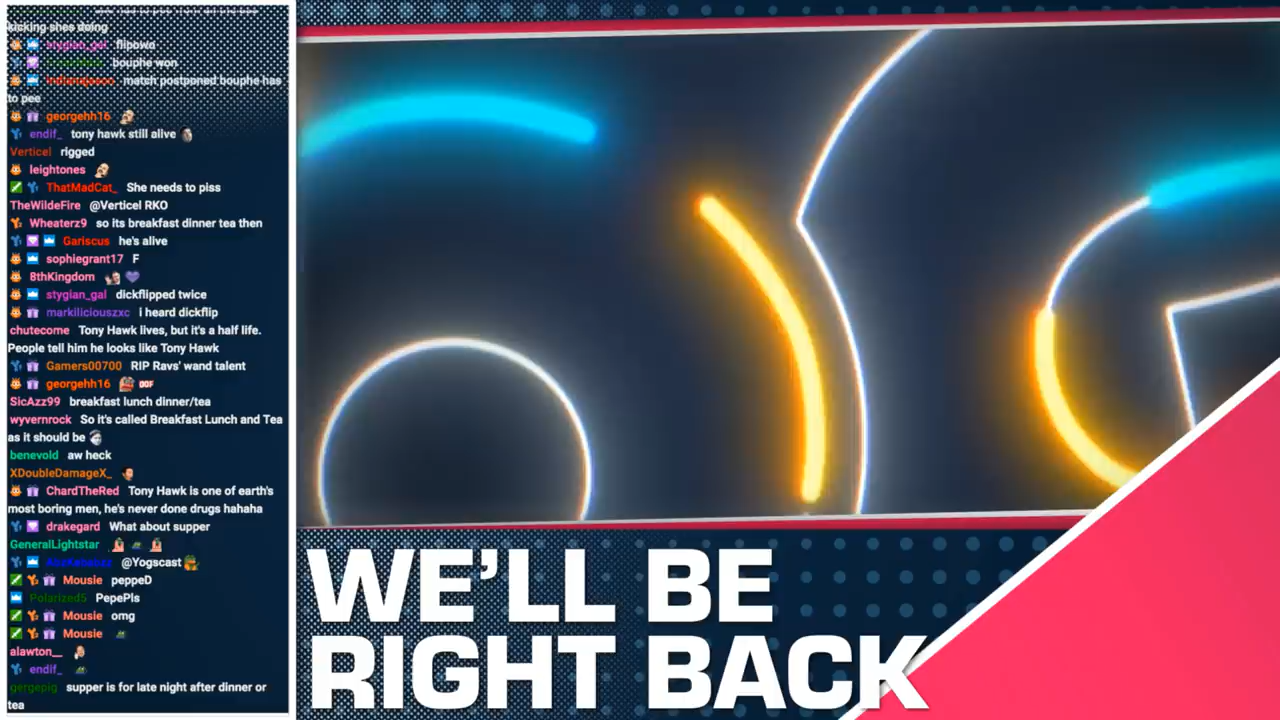 kicking shes doing
stygian_gal flipowo
bouphe won
match postponed bouphe has
to pee
georgehh16
endif_ tony hawk still alive
Verticel rigged
leightones
ThatMadCat_ She needs to piss
TheWildeFire @Verticel RKO
Wheaterz9 so its breakfast dinner tea then
Gariscus he's alive
sophiegrant17 F
8thKingdom
stygian_gal dickflipped twice
markiliciouszxc i heard dickflip
chutecome Tony Hawk lives, but it's a half life.
People tell him he looks like Tony Hawk
Gamers00700 RIP Ravs' wand talent
georgehh16 OOF
SicAzz99 breakfast lunch dinner/tea
wyvernrock So it's called Breakfast Lunch and Tea
as it should be
benevold aw heck
XDoubleDamageX_
ChardTheRed Tony Hawk is one of earth's
most boring men, he's never done drugs hahaha
drakegard What about supper
GeneralLightstar
@Yogscast
Mousie peppeD
Polarized5 PepePls
Mousie omg
Mousie
alawton__
endif_
gergepig supper is for late night after dinner or
tea
WE'LL BE
RIGHT BACK